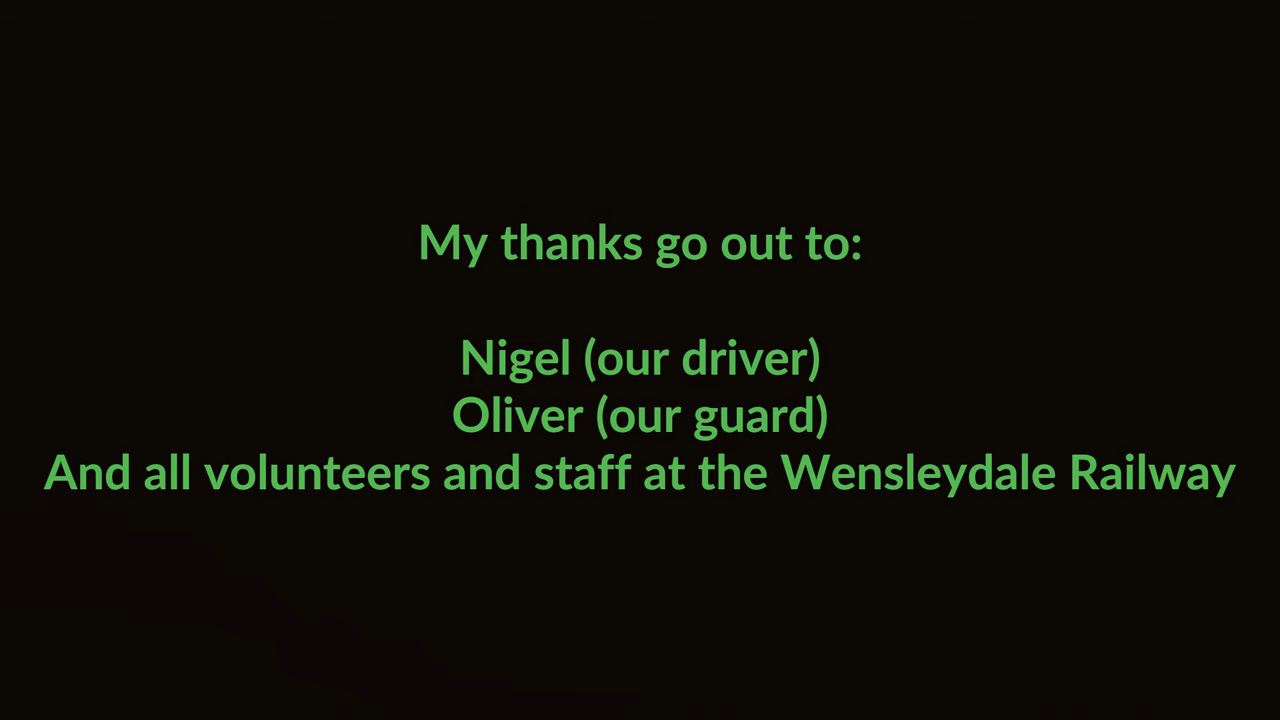 My thanks go out to:
Nigel (our driver)
Oliver (our guard)
And all volunteers and staff at the Wensleydale Railway